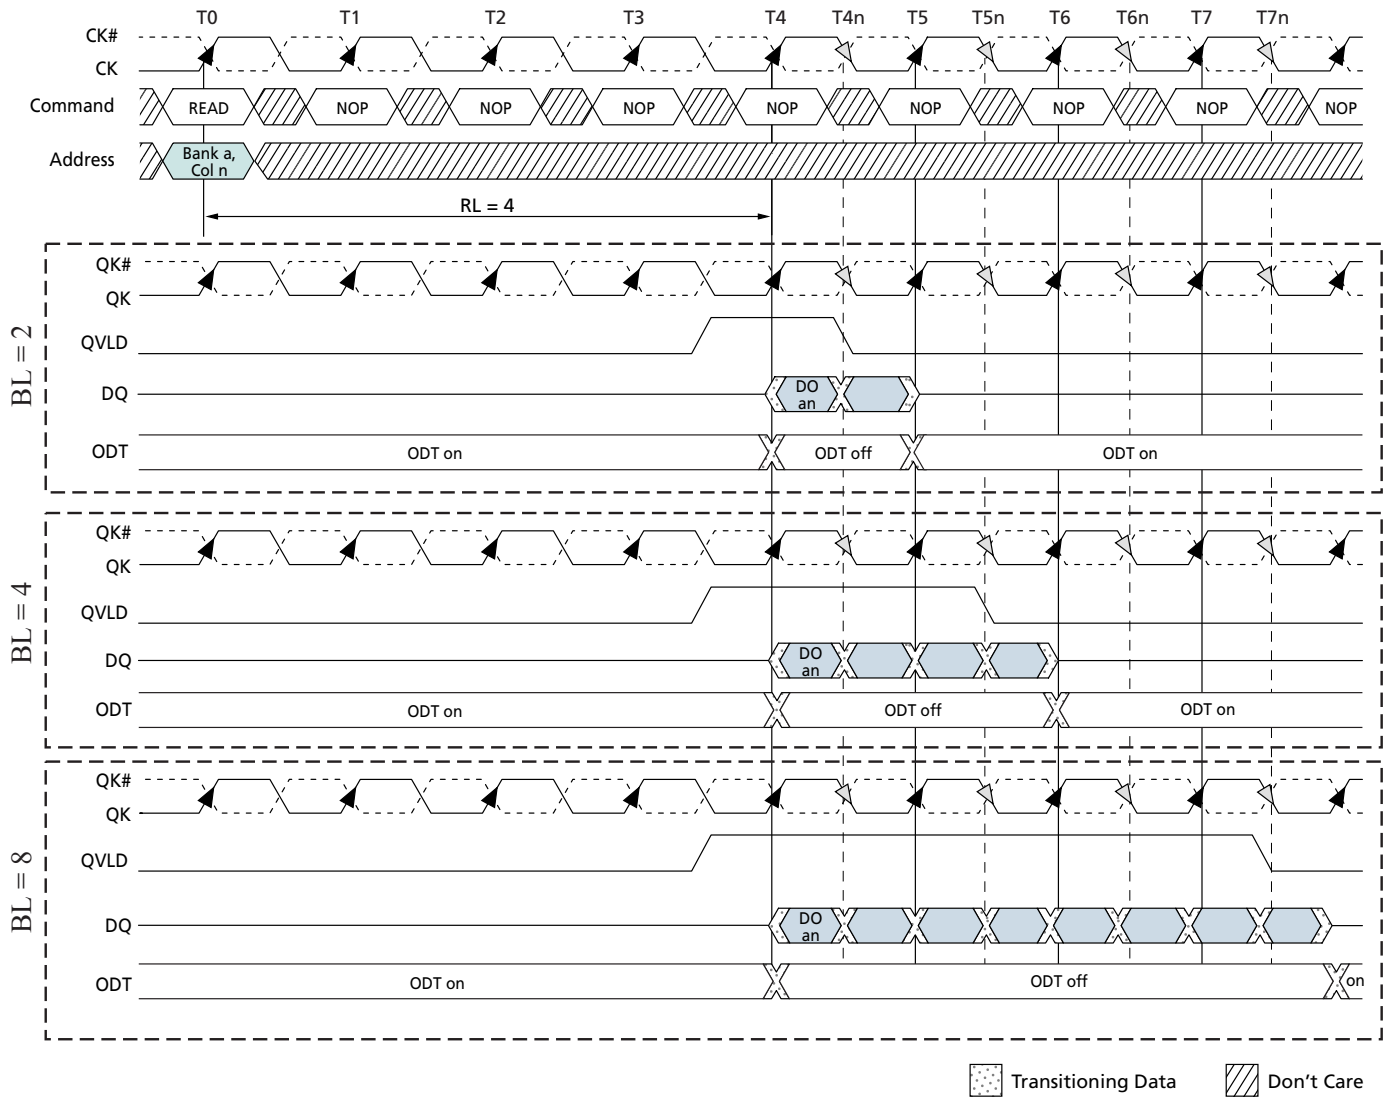 T0 T1 T2 T3 T4 T4n T5 T5n T6 T6n T7 T7n
CK#
CK
Command READ NOP NOP NOP NOP NOP NOP NOP NOP
Address Bank a,
Col n
RL = 4
BL = 2
QK#
QK
QVLD
DQ DO
an
ODT ODT on ODT off ODT on
BL = 4
QK#
QK
QVLD
DQ DO
an
ODT ODT on ODT off ODT on
BL = 8
QK#
QK
QVLD
DQ DO
an
ODT ODT on ODT off on
Transitioning Data Don't Care